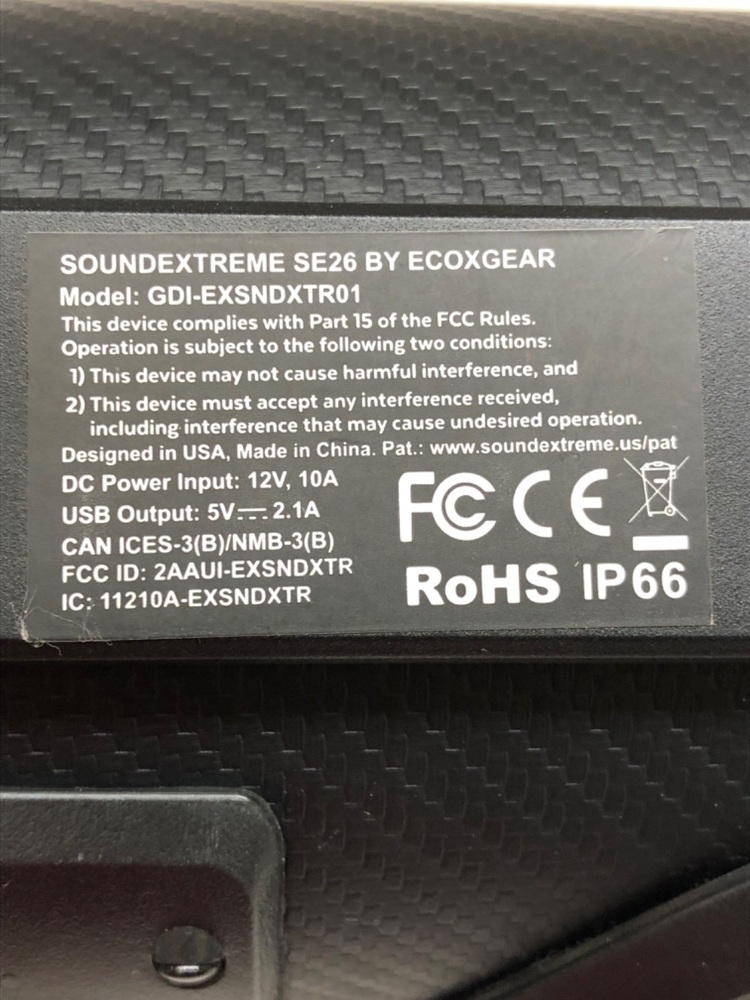 SOUNDEXTREME SE26 BY ECOXGEAR
Model: GDI-EXSNDXTR01
This device complies with Part 15 of the FCC Rules.
Operation is subject to the following two conditions:
1) This device may not cause harmful interference, and
2) This device must accept any interference received,
including interference that may cause undesired operation.
Designed in USA, Made in China. Pat.: www.soundextreme.us/pat
DC Power Input: 12V, 10A
USB Output: 5V⎓2.1A
CAN ICES-3(B)/NMB-3(B)
FCC ID: 2AAUI-EXSNDXTR
IC: 11210A-EXSNDXTR
FC CE
RoHS IP66